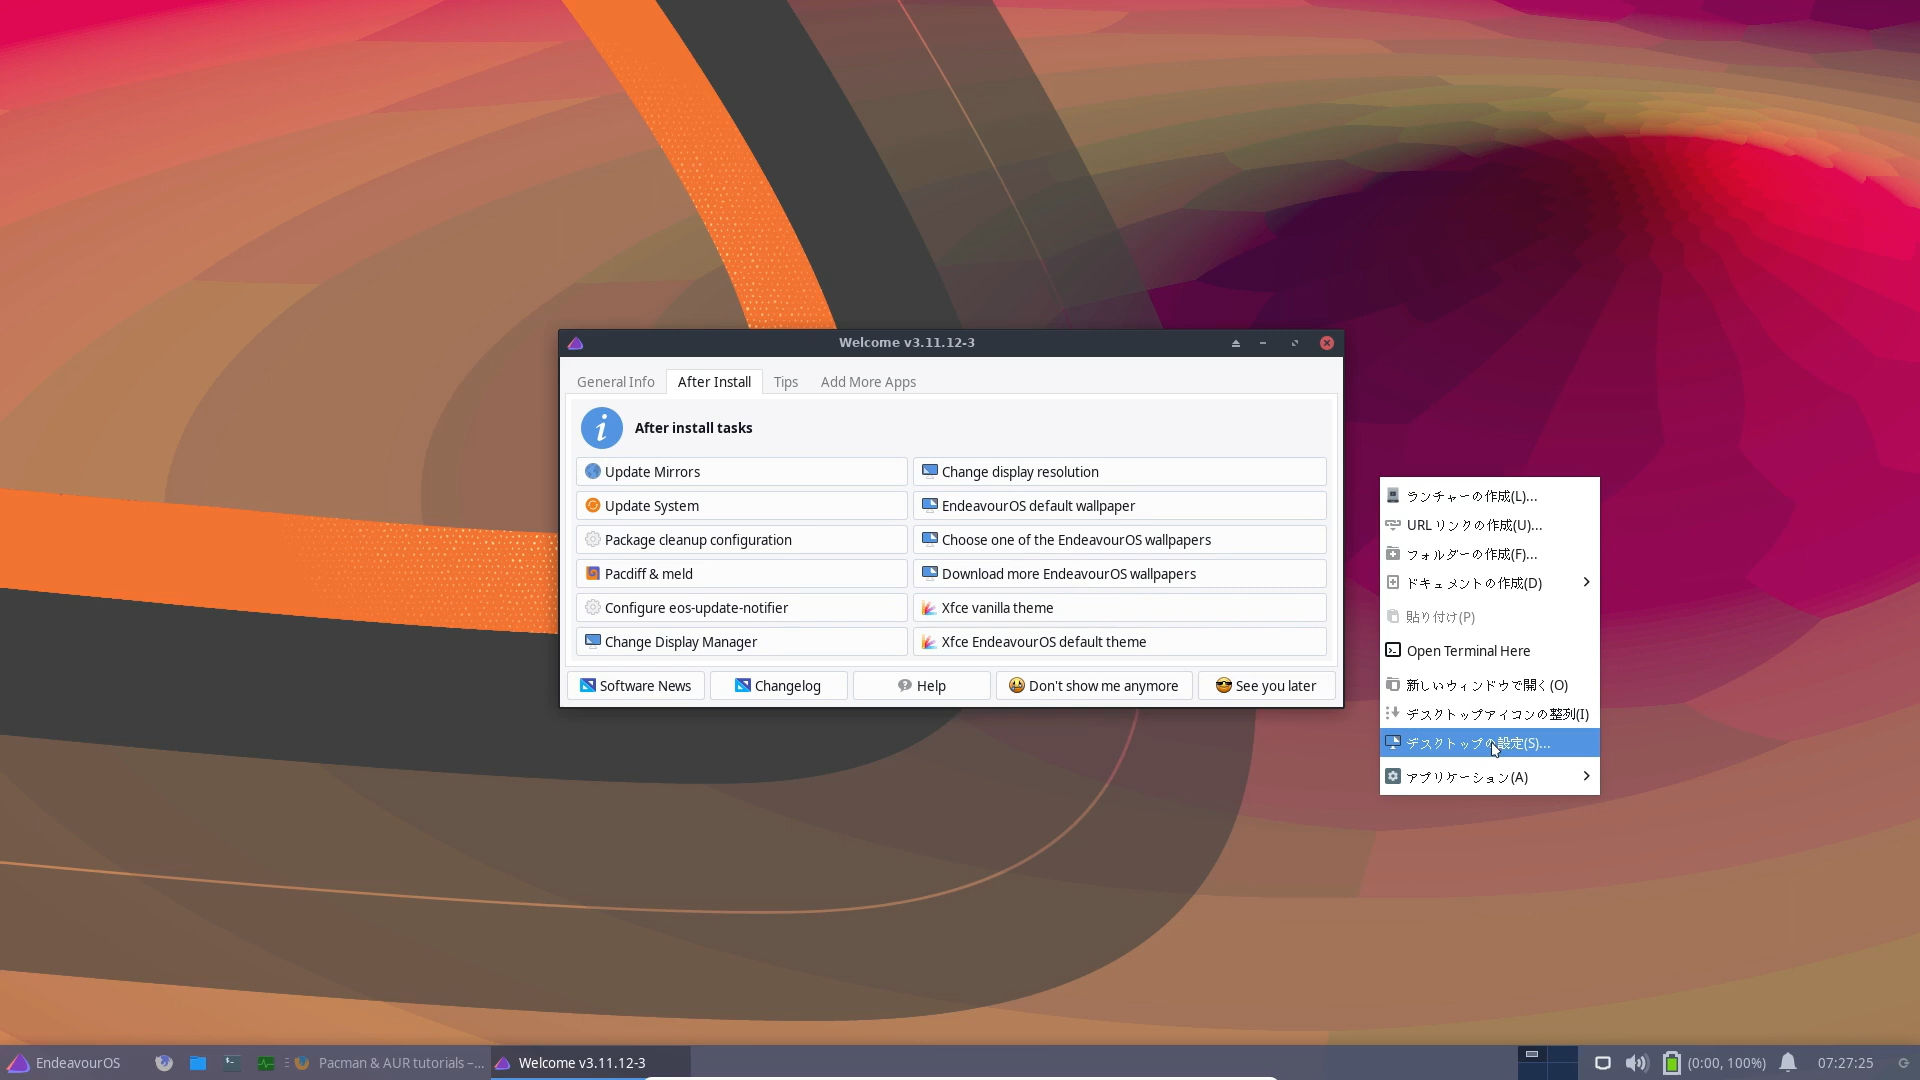 Welcome v3.11.12-3
General Info After Install Tips Add More Apps
After install tasks
Update Mirrors Change display resolution
Update System EndeavourOS default wallpaper
Package cleanup configuration Choose one of the EndeavourOS wallpapers
Pacdiff & meld Download more EndeavourOS wallpapers
Configure eos-update-notifier Xfce vanilla theme
Change Display Manager Xfce EndeavourOS default theme
Software News Changelog Help Don't show me anymore See you later
ランチャーの作成(L)...
URL リンクの作成(U)...
フォルダーの作成(F)...
ドキュメントの作成(D)
貼り付け(P)
Open Terminal Here
新しいウィンドウで開く(O)
デスクトップアイコンの整列(I)
デスクトップの設定(S)...
アプリケーション(A)
EndeavourOS Pacman & AUR tutorials –... Welcome v3.11.12-3 (0:00, 100%) 07:27:25